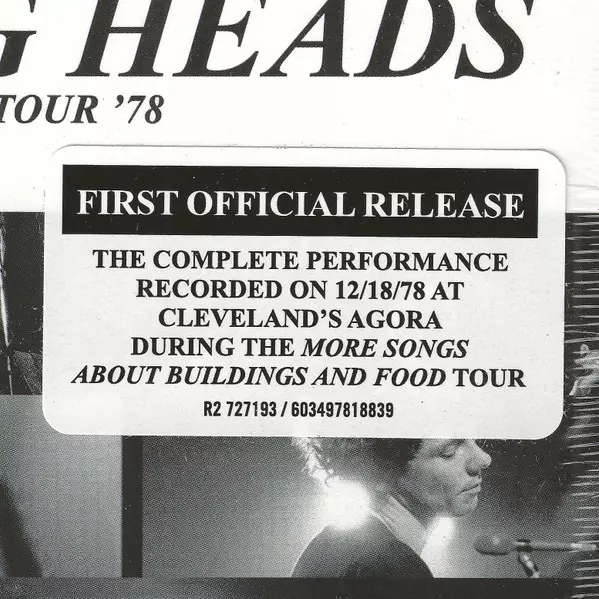 G HEADS
TOUR ’78
FIRST OFFICIAL RELEASE
THE COMPLETE PERFORMANCE
RECORDED ON 12/18/78 AT
CLEVELAND’S AGORA
DURING THE MORE SONGS
ABOUT BUILDINGS AND FOOD TOUR
R2 727193 / 603497818839